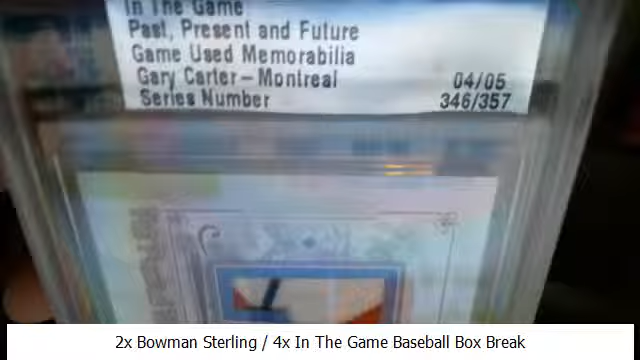 In The Game
Past, Present and Future
Game Used Memorabilia
Gary Carter – Montreal 04/05
Series Number 346/357
2x Bowman Sterling / 4x In The Game Baseball Box Break